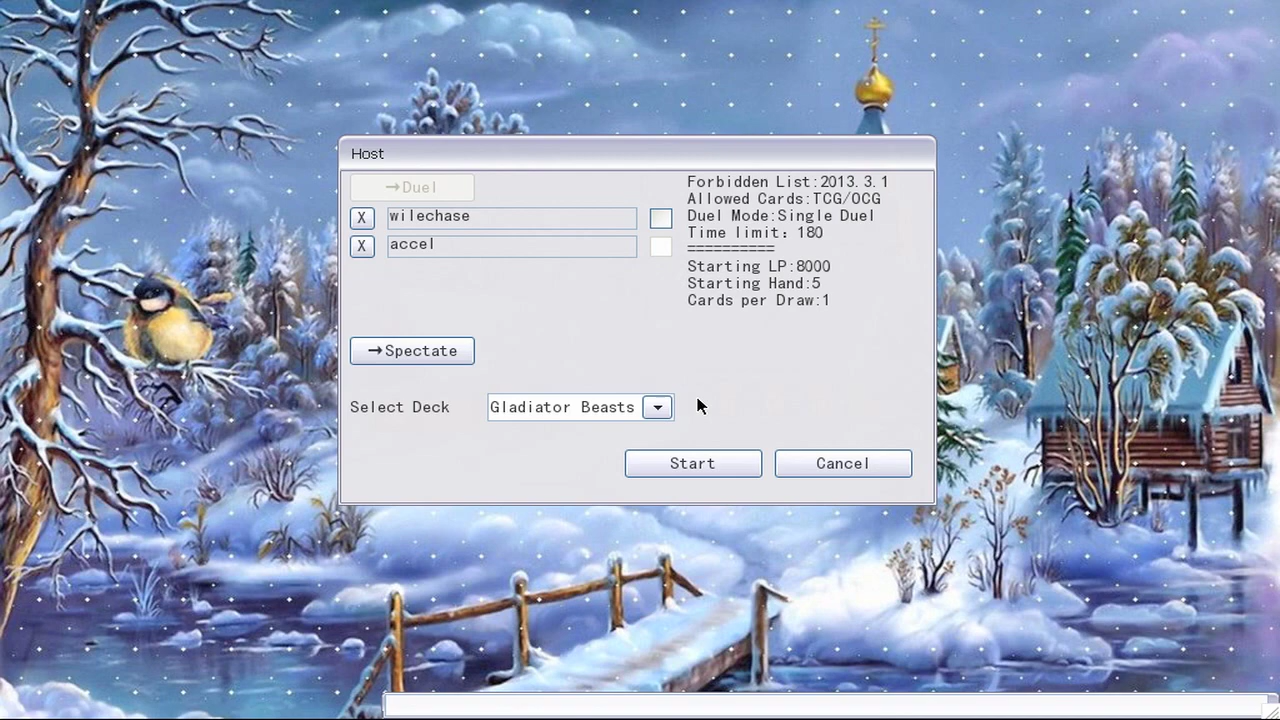 Host
→Duel
X wilechase
X accel
Forbidden List:2013.3.1
Allowed Cards:TCG/OCG
Duel Mode:Single Duel
Time limit: 180
==========
Starting LP:8000
Starting Hand:5
Cards per Draw:1
→Spectate
Select Deck Gladiator Beasts
Start Cancel